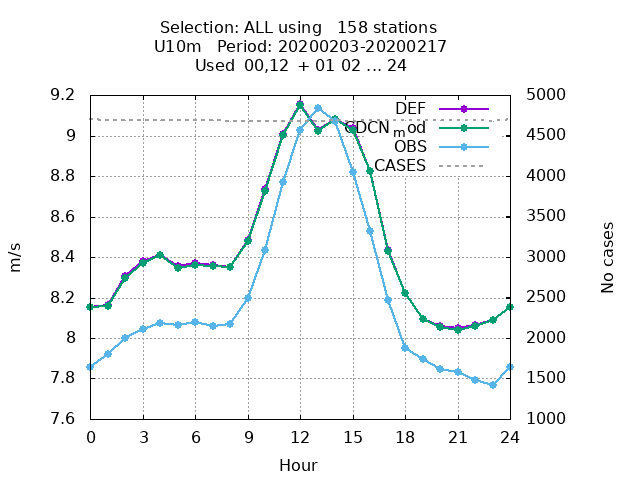 Selection: ALL using   158 stations
U10m   Period: 20200203-20200217
Used  00,12  + 01 02 ... 24
9.2
9
8.8
8.6
8.4
8.2
8
7.8
7.6
m/s
5000
4500
4000
3500
3000
2500
2000
1500
1000
No cases
DEF
CDCN_mod
OBS
CASES
0 3 6 9 12 15 18 21 24
Hour